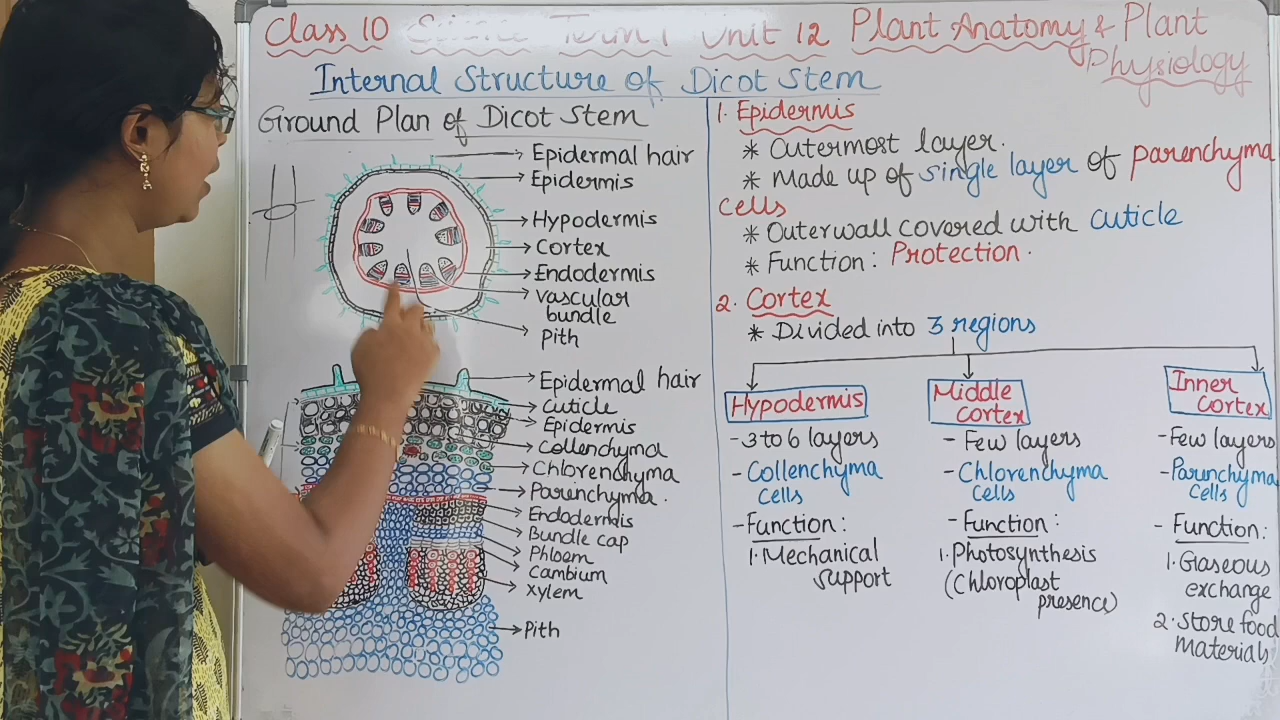 Class 10 Science Term 1 Unit 12 Plant Anatomy & Plant
Physiology
Internal Structure of Dicot Stem
Ground Plan of Dicot Stem
Epidermal hair
Epidermis
Hypodermis
Cortex
Endodermis
Vascular
bundle
Pith
Epidermal hair
Cuticle
Epidermis
Collenchyma
Chlorenchyma
Parenchyma.
Endodermis
Bundle cap
Phloem
Cambium
Xylem
Pith
1. Epidermis
* Outermost layer.
* Made up of single layer of parenchyma
cells
* Outerwall covered with cuticle
* Function: Protection.
2. Cortex
* Divided into 3 regions
Hypodermis
-3 to 6 layers
- Collenchyma
cells
- Function:
1. Mechanical
support
Middle
cortex
- Few layers
- Chlorenchyma
cells
- Function:
1. Photosynthesis
(Chloroplast
presence)
Inner
Cortex
- Few layers
- Parenchyma
cells
- Function:
1. Gaseous
exchange
2. Store food
materials